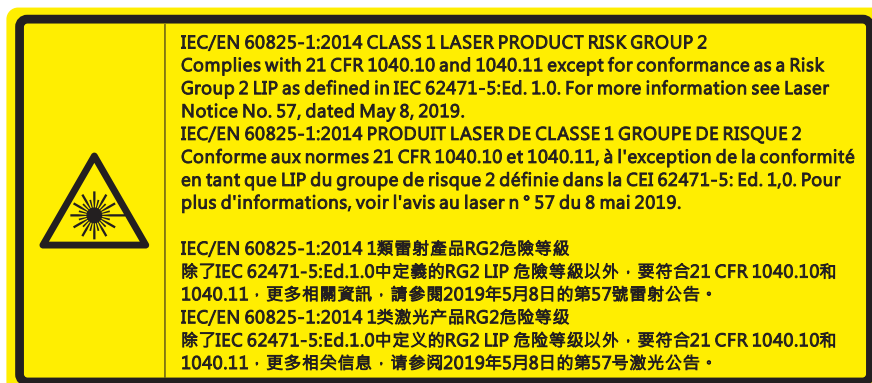 IEC/EN 60825-1:2014 CLASS 1 LASER PRODUCT RISK GROUP 2
Complies with 21 CFR 1040.10 and 1040.11 except for conformance as a Risk
Group 2 LIP as defined in IEC 62471-5:Ed. 1.0. For more information see Laser
Notice No. 57, dated May 8, 2019.
IEC/EN 60825-1:2014 PRODUIT LASER DE CLASSE 1 GROUPE DE RISQUE 2
Conforme aux normes 21 CFR 1040.10 et 1040.11, à l'exception de la conformité
en tant que LIP du groupe de risque 2 définie dans la CEI 62471-5: Ed. 1,0. Pour
plus d'informations, voir l'avis au laser n ° 57 du 8 mai 2019.
IEC/EN 60825-1:2014 1類雷射產品RG2危險等級
除了IEC 62471-5:Ed.1.0中定義的RG2 LIP 危險等級以外，要符合21 CFR 1040.10和
1040.11，更多相關資訊，請參閱2019年5月8日的第57號雷射公告。
IEC/EN 60825-1:2014 1类激光产品RG2危险等级
除了IEC 62471-5:Ed.1.0中定义的RG2 LIP 危险等级以外，要符合21 CFR 1040.10和
1040.11，更多相关信息，请参阅2019年5月8日的第57号激光公告。